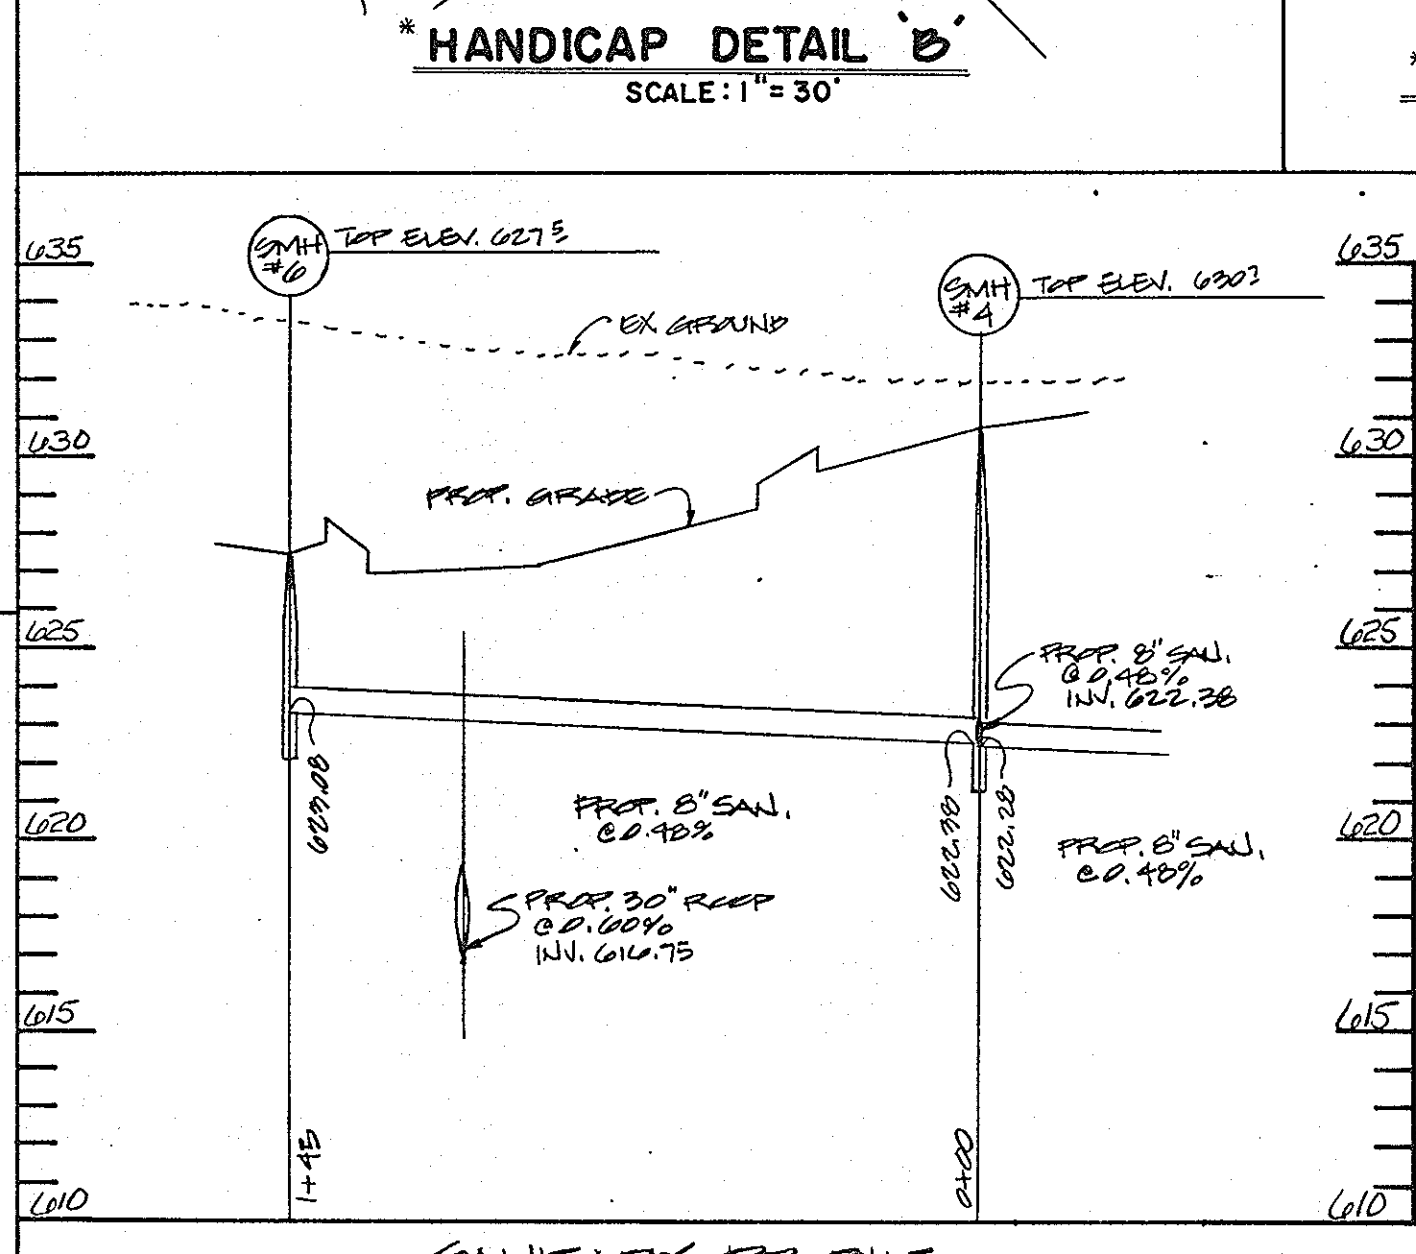 * HANDICAP DETAIL 'B'
SCALE: 1" = 30'
635
SMH
#6
TOP ELEV. 627 5
635
SMH
#4
TOP ELEV. 630
EX. GROUND
630
630
PROP. GRADE
625
625
PROP. 8" SAN.
@ 0.48%
INV. 622.38
623.08
PROP. 8" SAN.
@ 0.48%
622.38
622.28
PROP. 8" SAN.
@ 0.48%
620
620
PROP. 30" RCCP
@ 0.60%
INV. 616.75
615
615
1+45
0+00
610
610